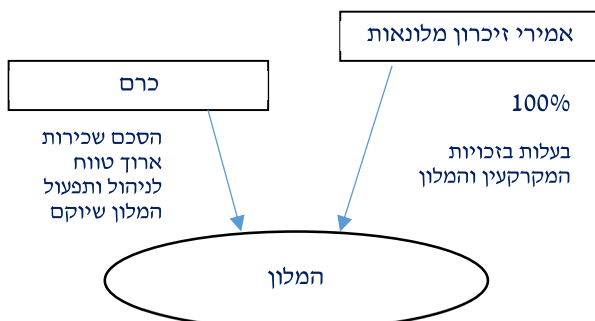 אמירי זיכרון מלונאות
כרם
100%
בעלות בזכויות
המקרקעין והמלון
הסכם שכירות
ארוך טווח
לניהול ותפעול
המלון שיוקם
המלון